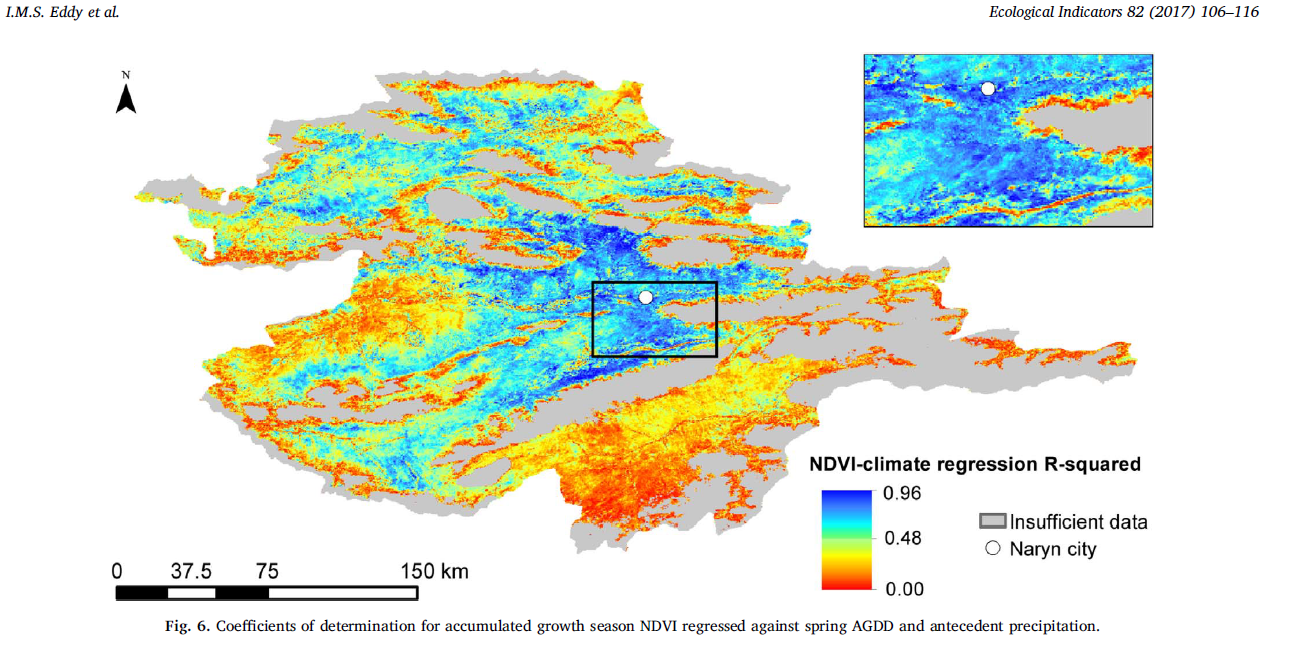 I.M.S. Eddy et al.
Ecological Indicators 82 (2017) 106–116
N
NDVI-climate regression R-squared
0.96
0.48
0.00
Insufficient data
Naryn city
0 37.5 75 150 km
Fig. 6. Coefficients of determination for accumulated growth season NDVI regressed against spring AGDD and antecedent precipitation.